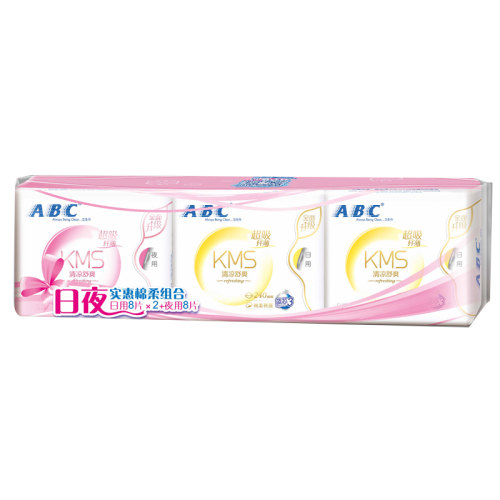 ABC
超吸
纤薄
KMS
清凉舒爽
refreshing
夜用
ABC
超吸
纤薄
KMS
清凉舒爽
refreshing
日用
240mm
ABC
超吸
纤薄
KMS
清凉舒爽
refreshing
日用
日夜
实惠棉柔组合
日用8片×2+夜用8片